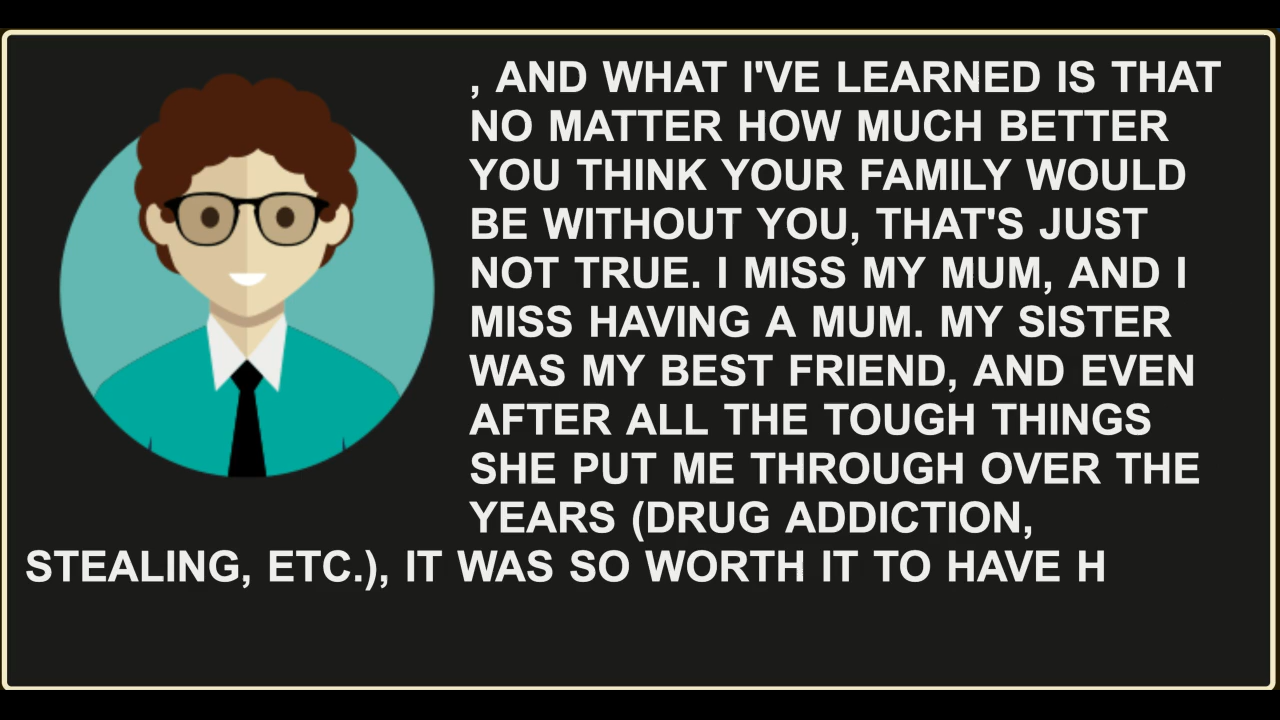 , AND WHAT I'VE LEARNED IS THAT
NO MATTER HOW MUCH BETTER
YOU THINK YOUR FAMILY WOULD
BE WITHOUT YOU, THAT'S JUST
NOT TRUE. I MISS MY MUM, AND I
MISS HAVING A MUM. MY SISTER
WAS MY BEST FRIEND, AND EVEN
AFTER ALL THE TOUGH THINGS
SHE PUT ME THROUGH OVER THE
YEARS (DRUG ADDICTION,
STEALING, ETC.), IT WAS SO WORTH IT TO HAVE H